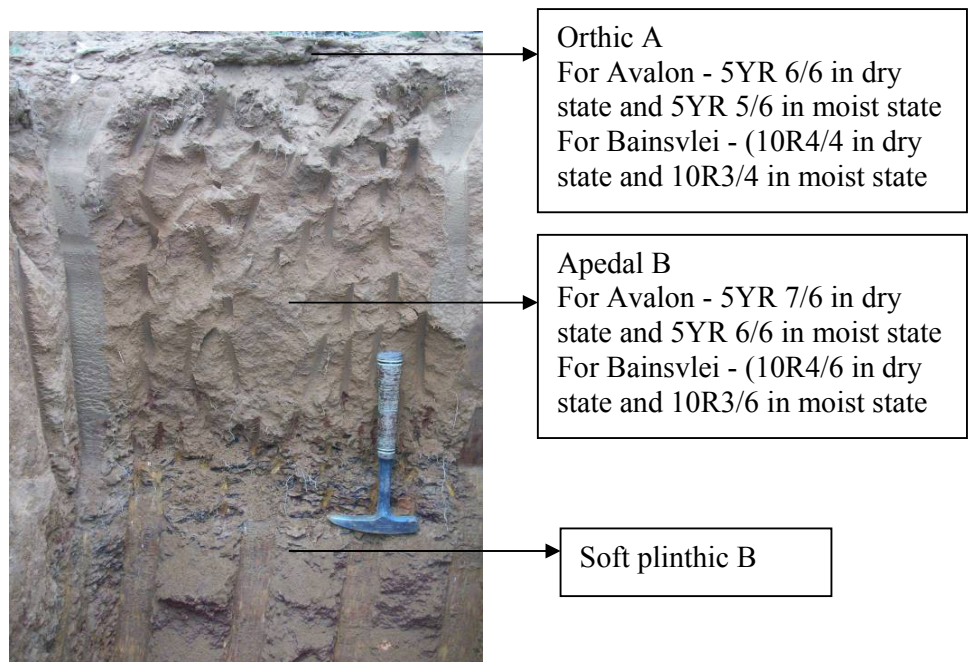 Orthic A
For Avalon - 5YR 6/6 in dry
state and 5YR 5/6 in moist state
For Bainsvlei - (10R4/4 in dry
state and 10R3/4 in moist state
Apedal B
For Avalon - 5YR 7/6 in dry
state and 5YR 6/6 in moist state
For Bainsvlei - (10R4/6 in dry
state and 10R3/6 in moist state
Soft plinthic B